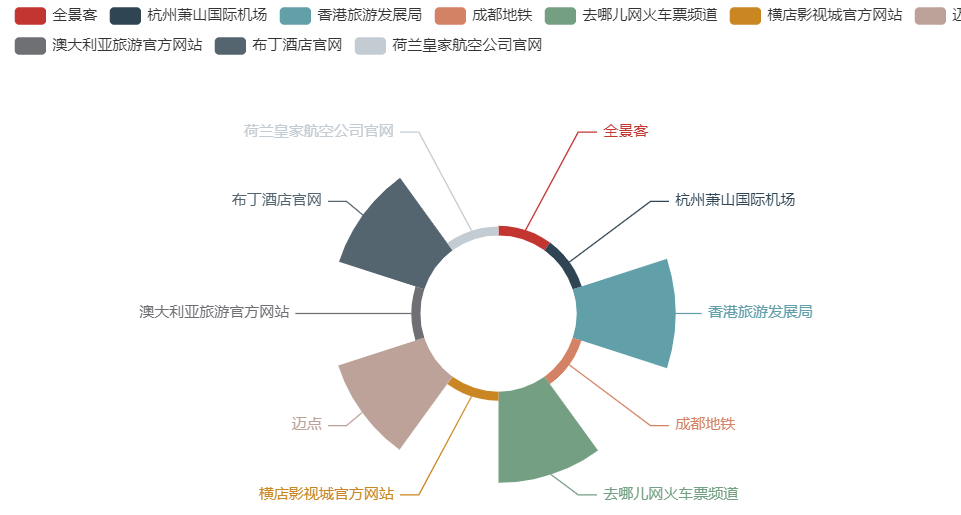 全景客 杭州萧山国际机场 香港旅游发展局 成都地铁 去哪儿网火车票频道 横店影视城官方网站
澳大利亚旅游官方网站 布丁酒店官网 荷兰皇家航空公司官网
荷兰皇家航空公司官网 全景客
布丁酒店官网 杭州萧山国际机场
澳大利亚旅游官方网站 香港旅游发展局
迈点 成都地铁
横店影视城官方网站 去哪儿网火车票频道